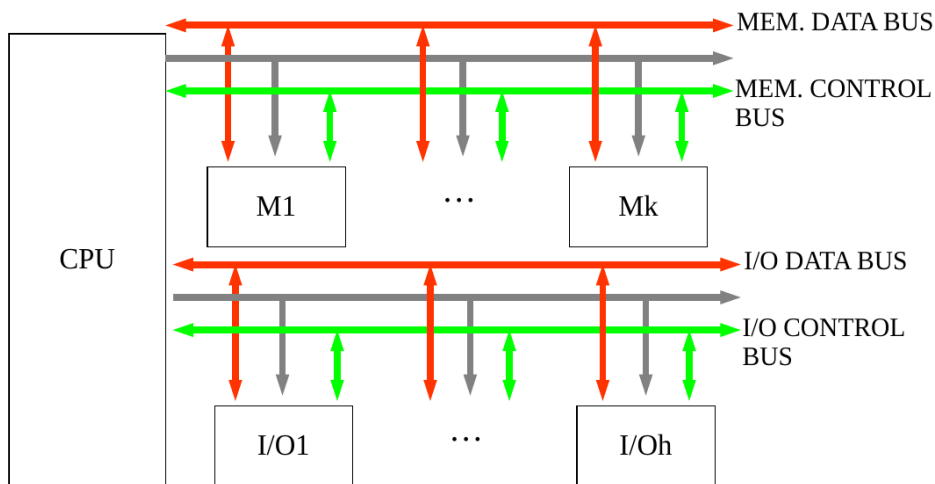 MEM. DATA BUS
MEM. CONTROL
BUS
M1
...
Mk
CPU
I/O DATA BUS
I/O CONTROL
BUS
I/O1
...
I/Oh